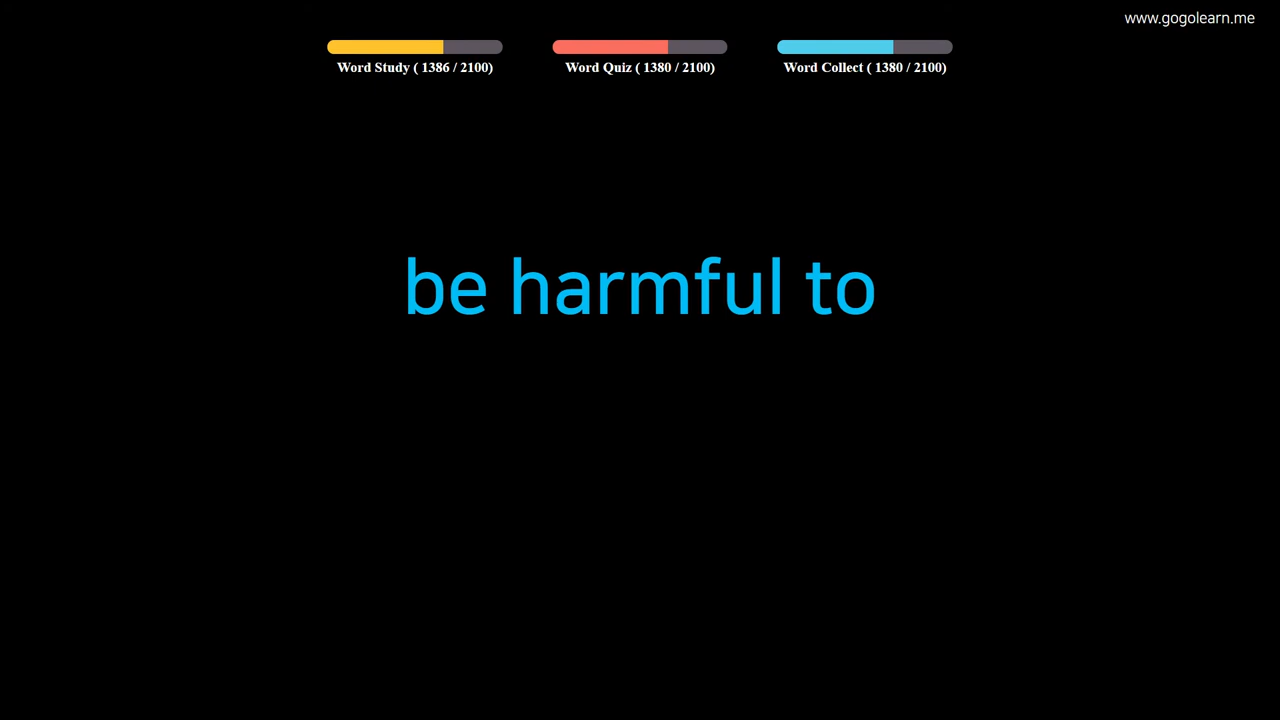 www.gogolearn.me
Word Study ( 1386 / 2100)
Word Quiz ( 1380 / 2100)
Word Collect ( 1380 / 2100)
be harmful to